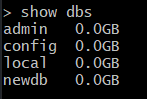 > show dbs
admin   0.0GB
config  0.0GB
local   0.0GB
newdb   0.0GB